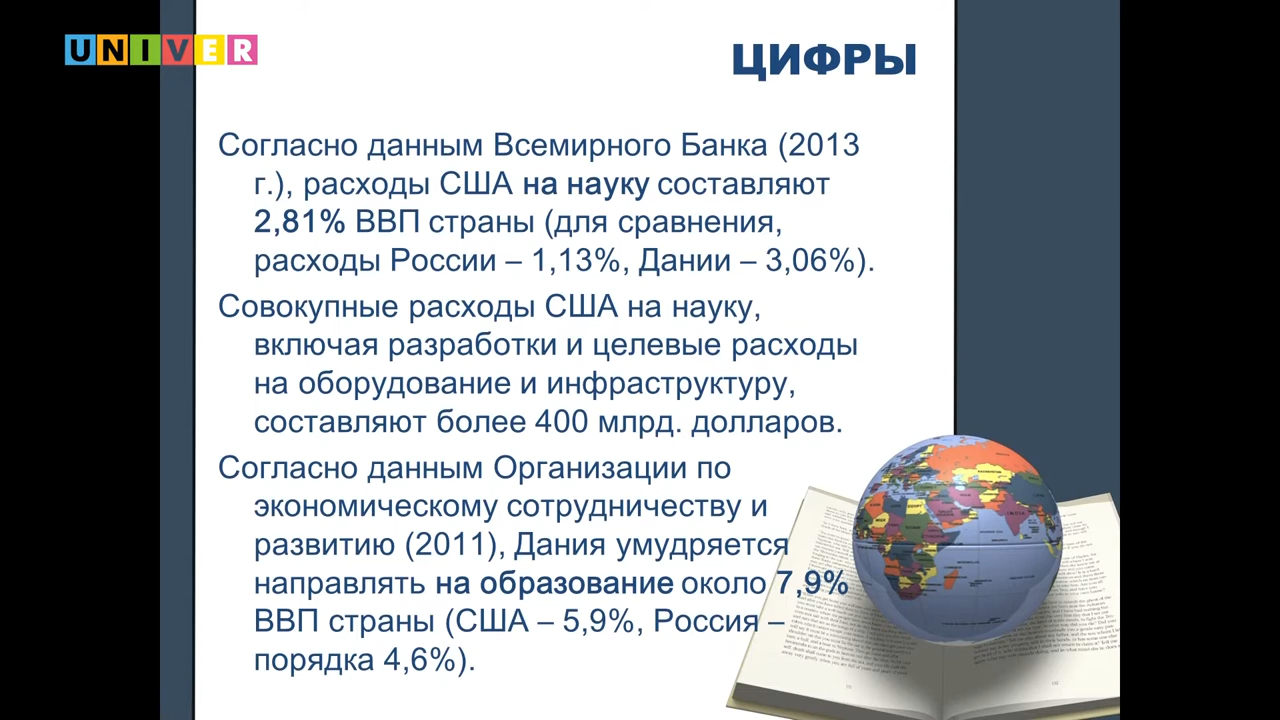 UNIVER
ЦИФРЫ
Согласно данным Всемирного Банка (2013
г.), расходы США на науку составляют
2,81% ВВП страны (для сравнения,
расходы России – 1,13%, Дании – 3,06%).
Совокупные расходы США на науку,
включая разработки и целевые расходы
на оборудование и инфраструктуру,
составляют более 400 млрд. долларов.
Согласно данным Организации по
экономическому сотрудничеству и
развитию (2011), Дания умудряется
направлять на образование около 7,9%
ВВП страны (США – 5,9%, Россия –
порядка 4,6%).